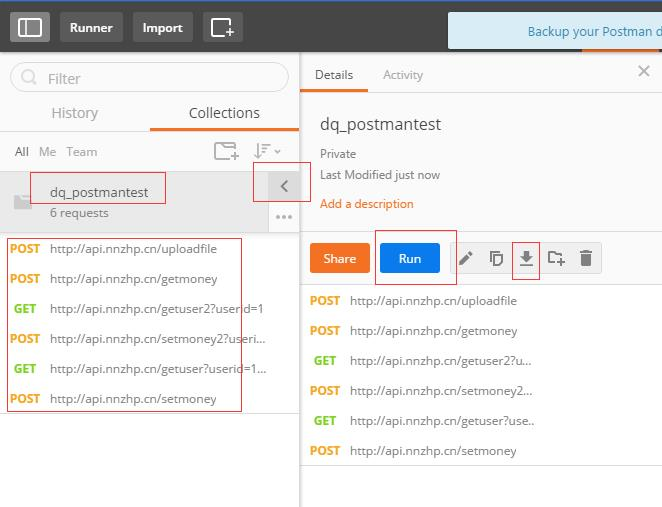 Runner
Import
Backup your Postman d
Filter
History
Collections
All Me Team
dq_postmantest
6 requests
POST http://api.nnzhp.cn/uploadfile
POST http://api.nnzhp.cn/getmoney
GET http://api.nnzhp.cn/getuser2?userid=1
POST http://api.nnzhp.cn/setmoney2?useri...
GET http://api.nnzhp.cn/getuser?userid=1...
POST http://api.nnzhp.cn/setmoney
Details
Activity
dq_postmantest
Private
Last Modified just now
Add a description
Share
Run
POST http://api.nnzhp.cn/uploadfile
POST http://api.nnzhp.cn/getmoney
GET http://api.nnzhp.cn/getuser2?u...
POST http://api.nnzhp.cn/setmoney2...
GET http://api.nnzhp.cn/getuser?use..
POST http://api.nnzhp.cn/setmoney